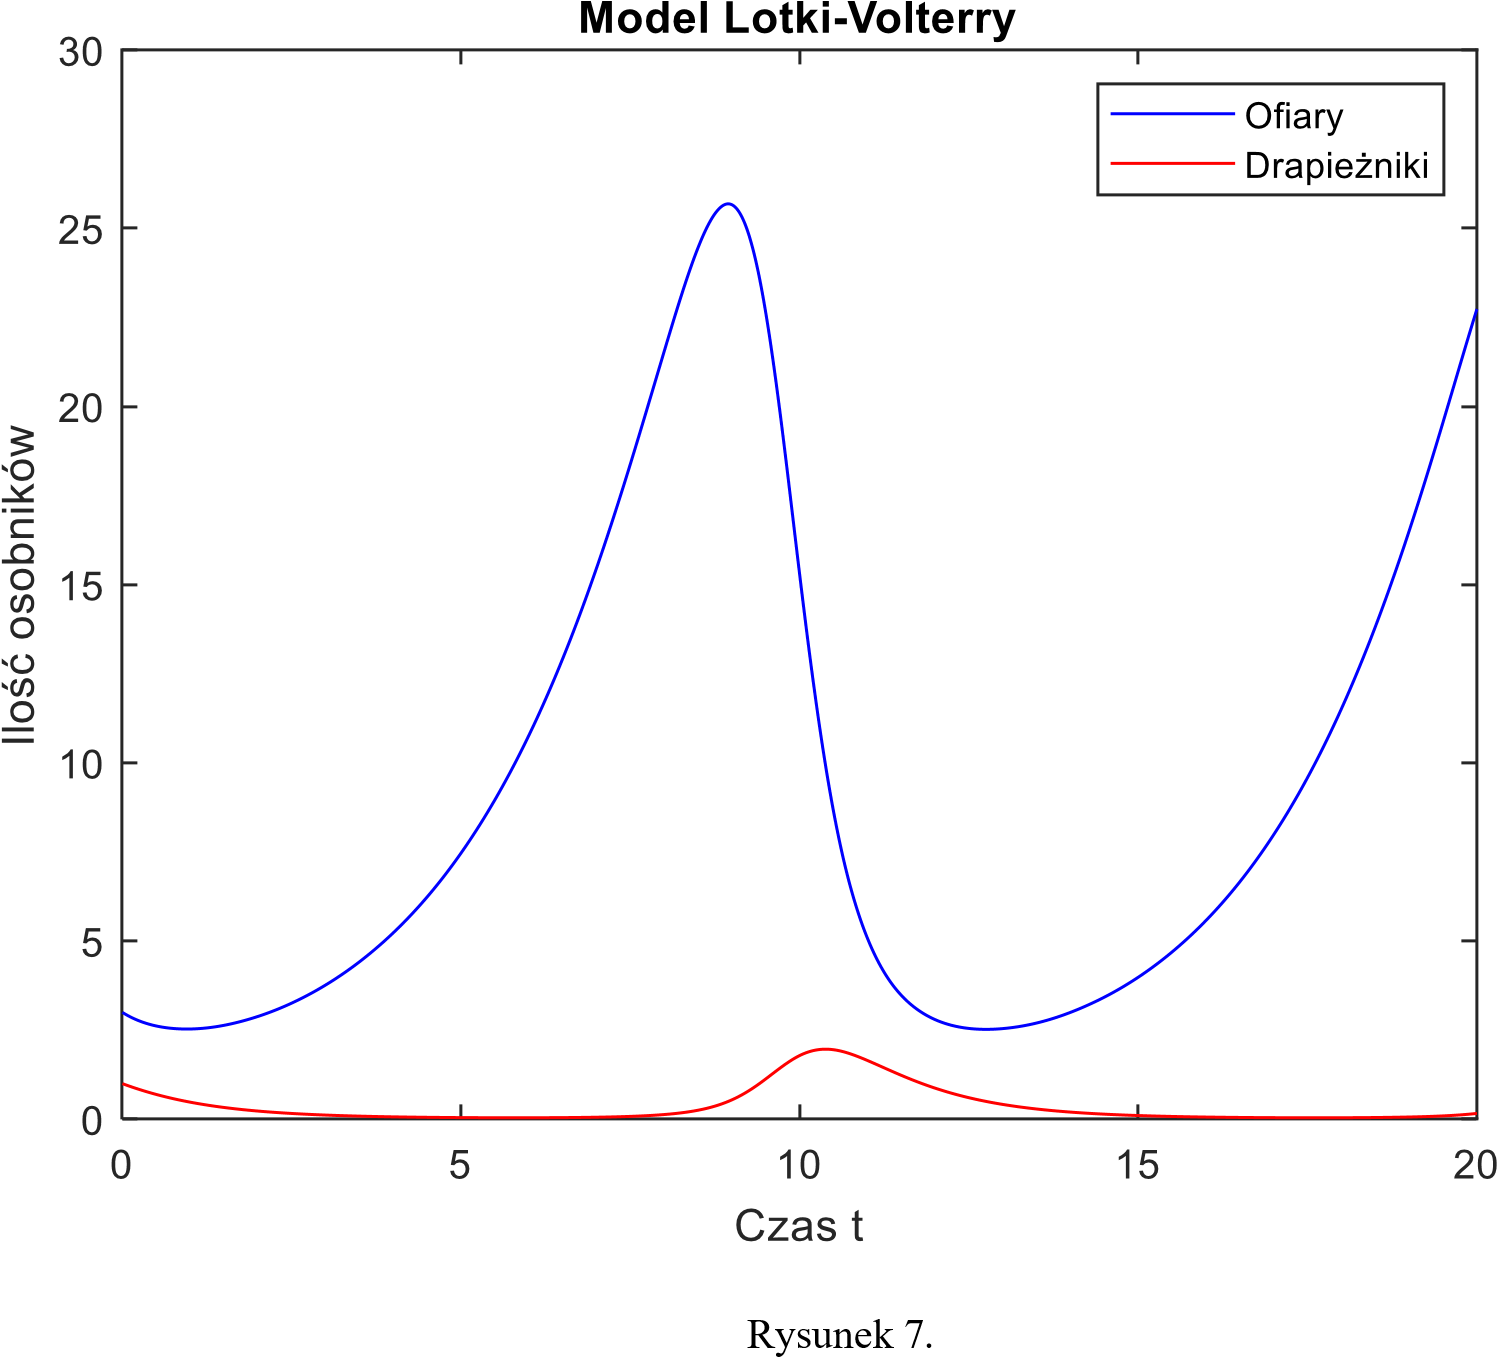 Model Lotki-Volterry
30
25
20
15
10
5
0
Ilość osobników
Ofiary
Drapieżniki
0 5 10 15 20
Czas t
Rysunek 7.